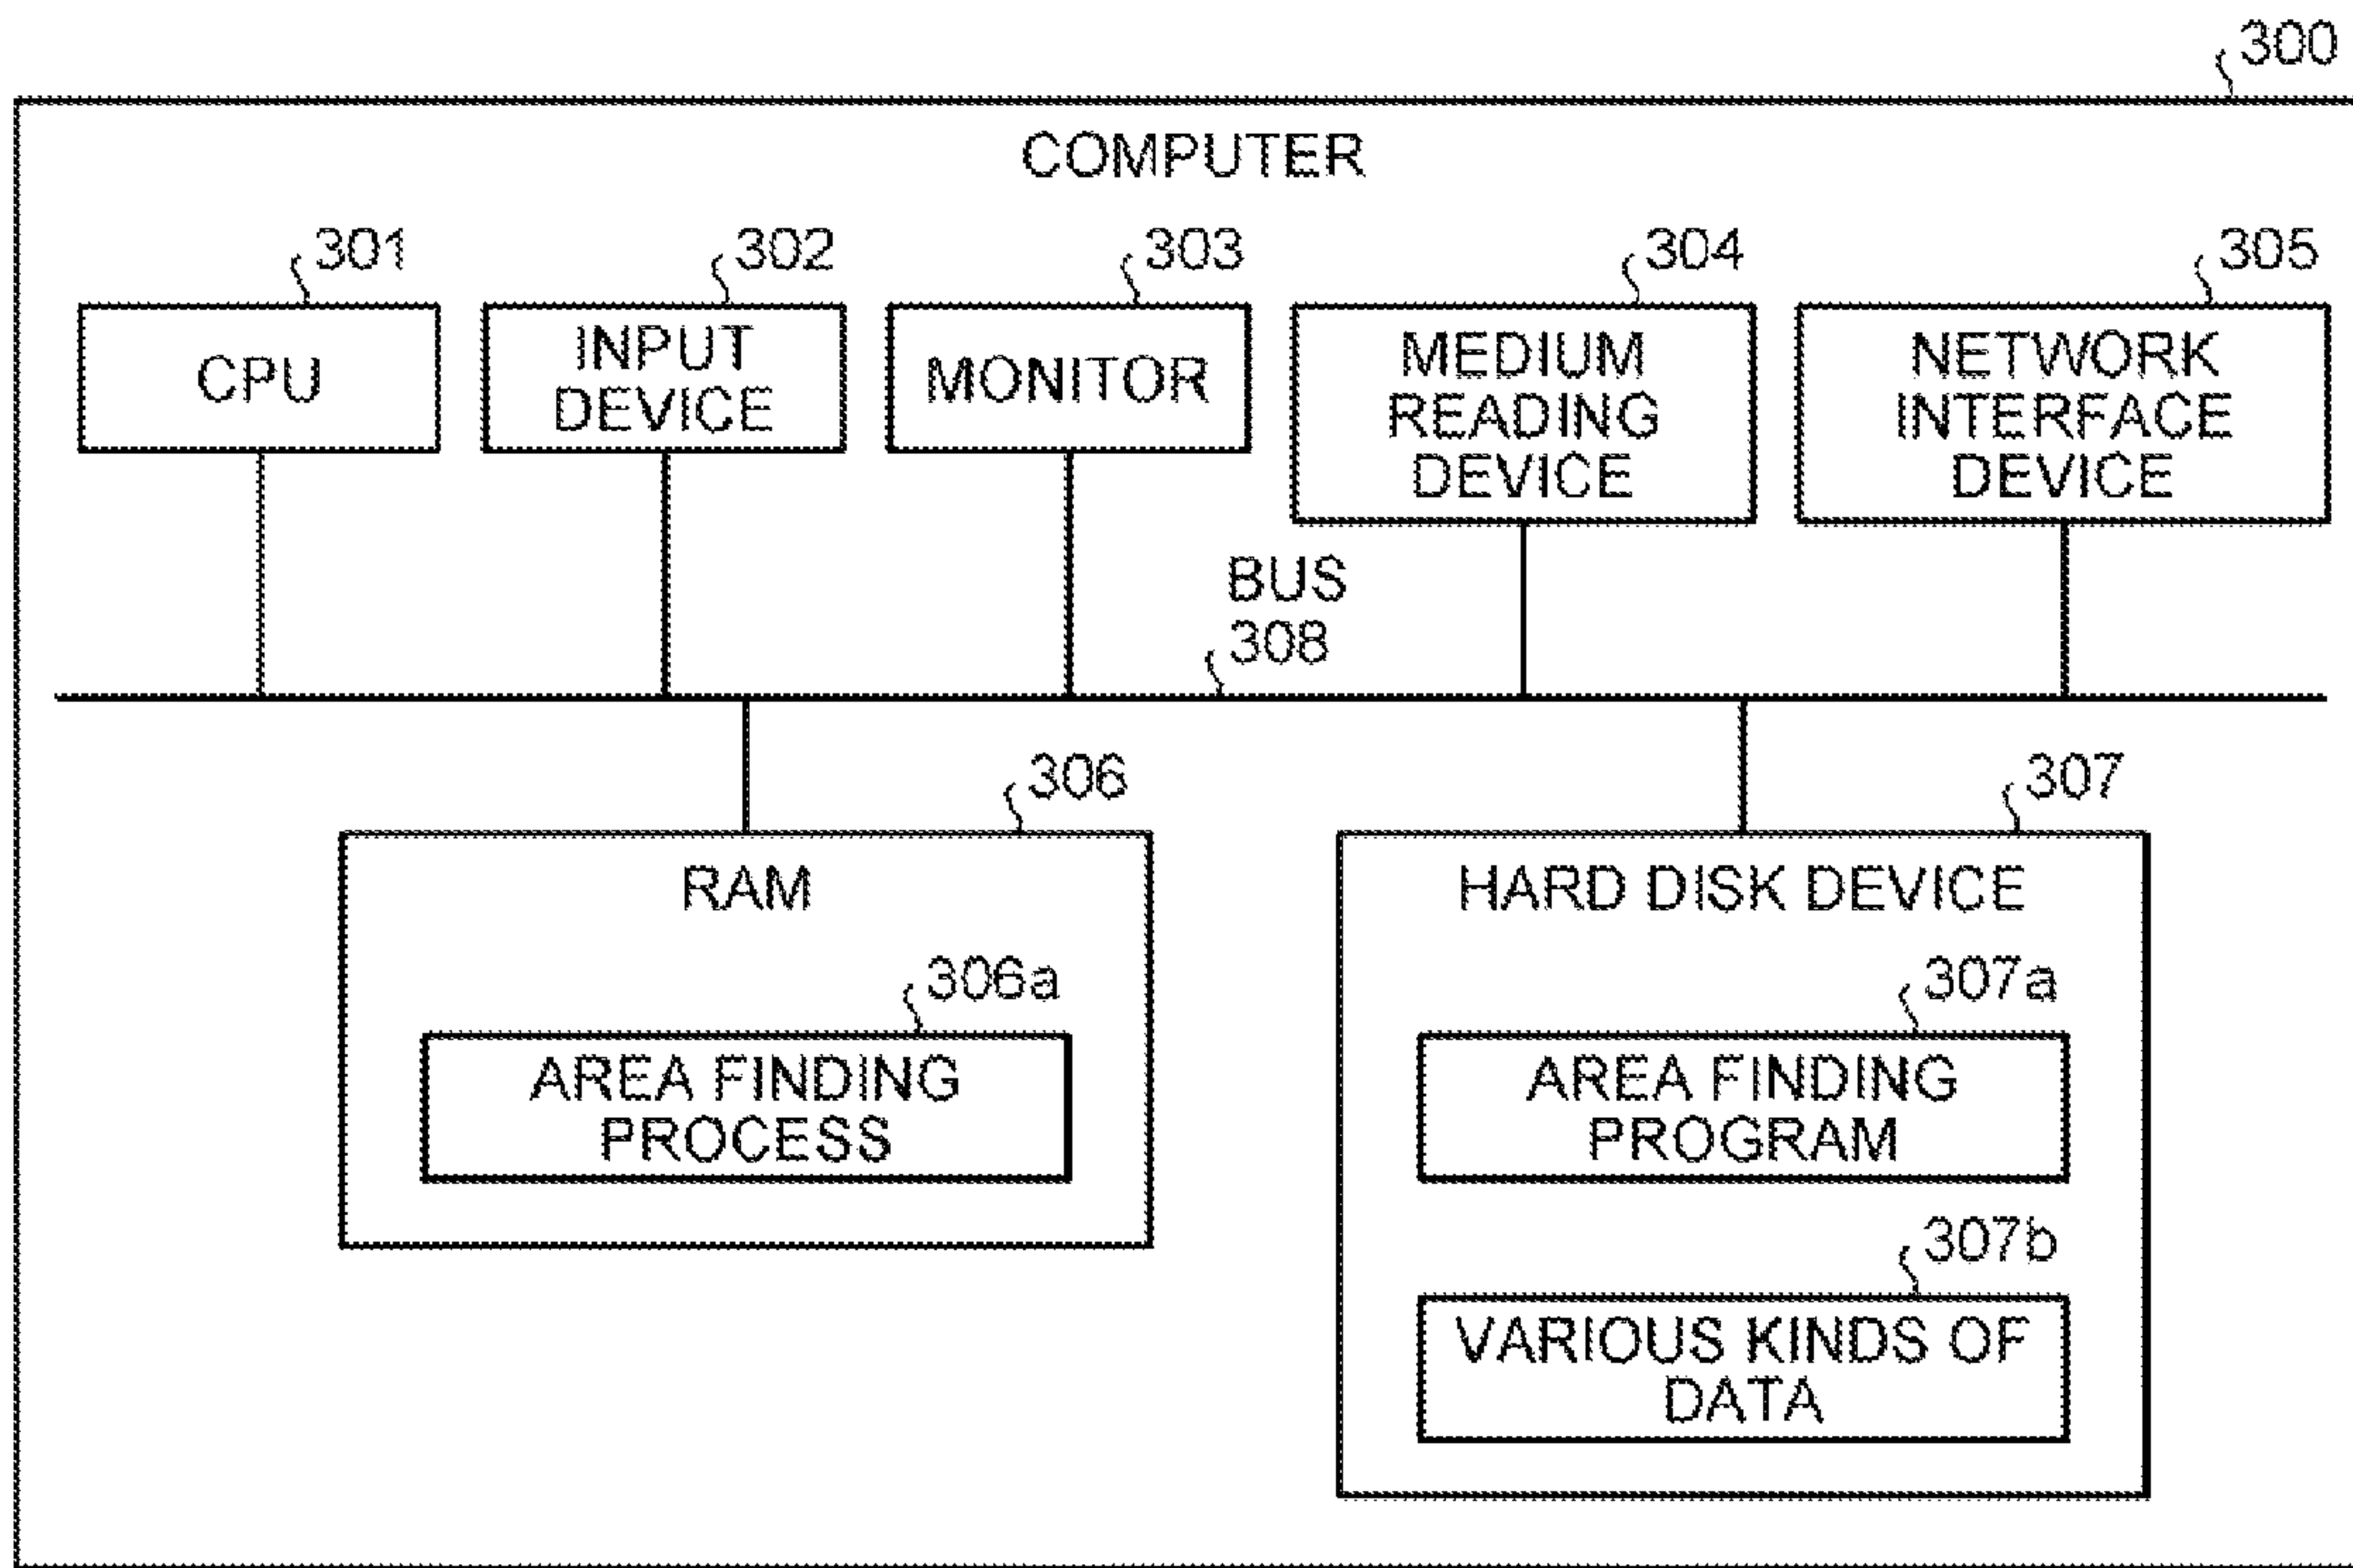 300
COMPUTER
301
302
303
304
305
CPU
INPUT
DEVICE
MONITOR
MEDIUM
READING
DEVICE
NETWORK
INTERFACE
DEVICE
BUS
308
306
307
RAM
HARD DISK DEVICE
306a
307a
AREA FINDING
PROCESS
AREA FINDING
PROGRAM
307b
VARIOUS KINDS OF
DATA